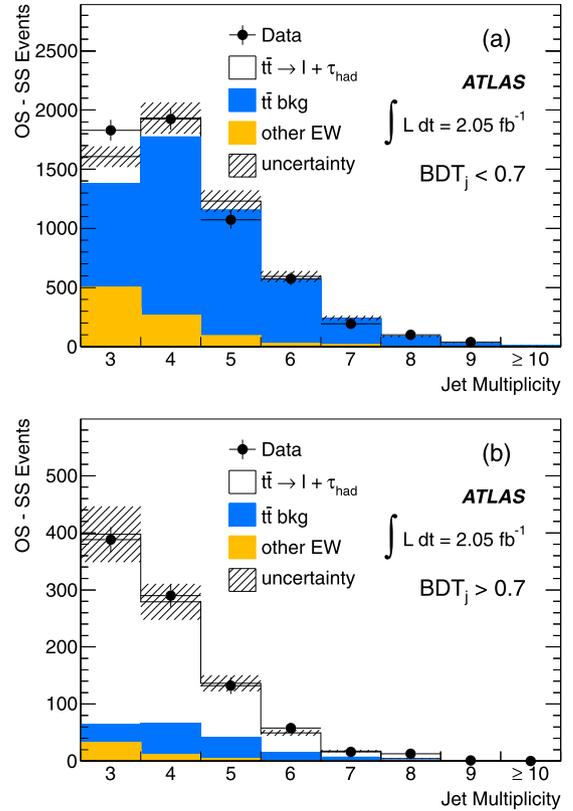 OS - SS Events
2500
2000
1500
1000
500
0
3 4 5 6 7 8 9 ≥ 10
Jet Multiplicity
Data
tt̄ → l + τhad
tt̄ bkg
other EW
uncertainty
(a)
ATLAS
∫ L dt = 2.05 fb⁻¹
BDTj < 0.7
OS - SS Events
500
400
300
200
100
0
3 4 5 6 7 8 9 ≥ 10
Jet Multiplicity
Data
tt̄ → l + τhad
tt̄ bkg
other EW
uncertainty
(b)
ATLAS
∫ L dt = 2.05 fb⁻¹
BDTj > 0.7